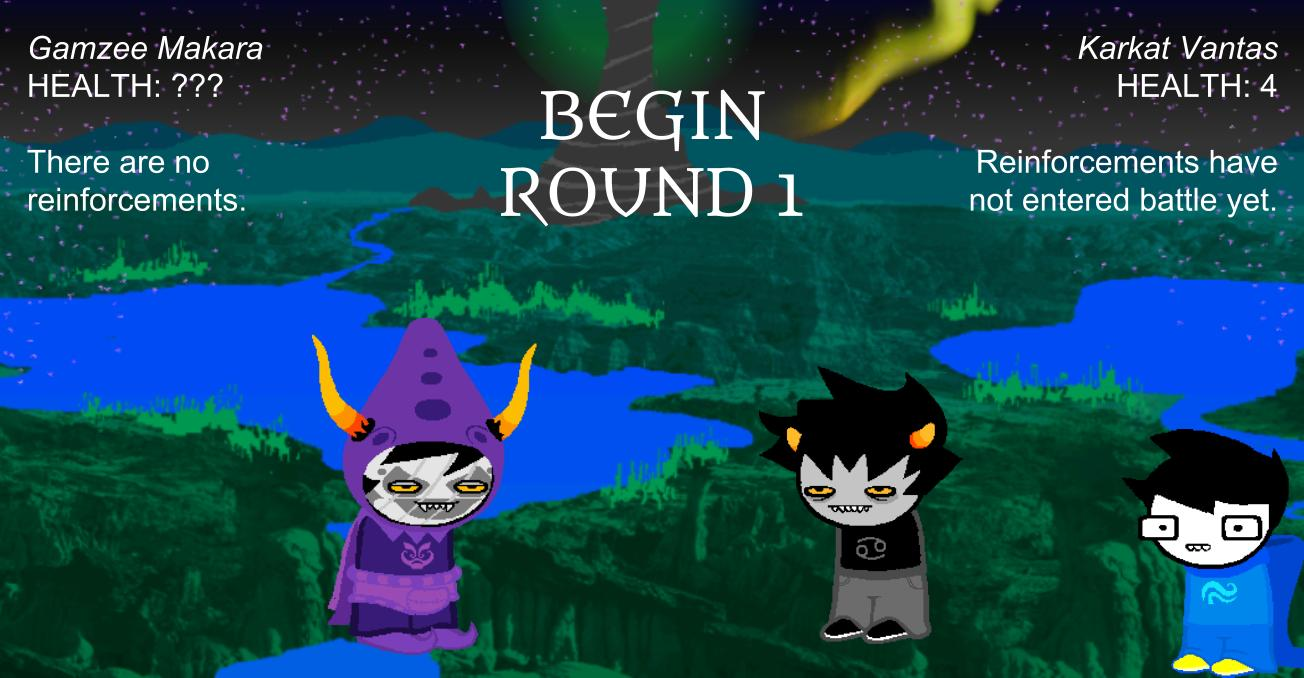 Gamzee Makara
HEALTH: ???
There are no
reinforcements.
BEGIN
ROUND 1
Karkat Vantas
HEALTH: 4
Reinforcements have
not entered battle yet.